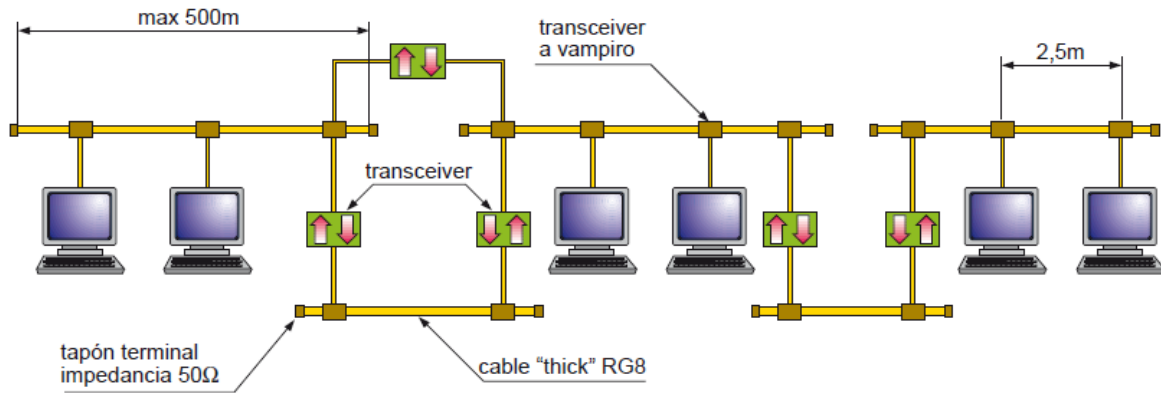 max 500m
transceiver
a vampiro
2,5m
transceiver
tapón terminal
impedancia 50Ω
cable “thick” RG8